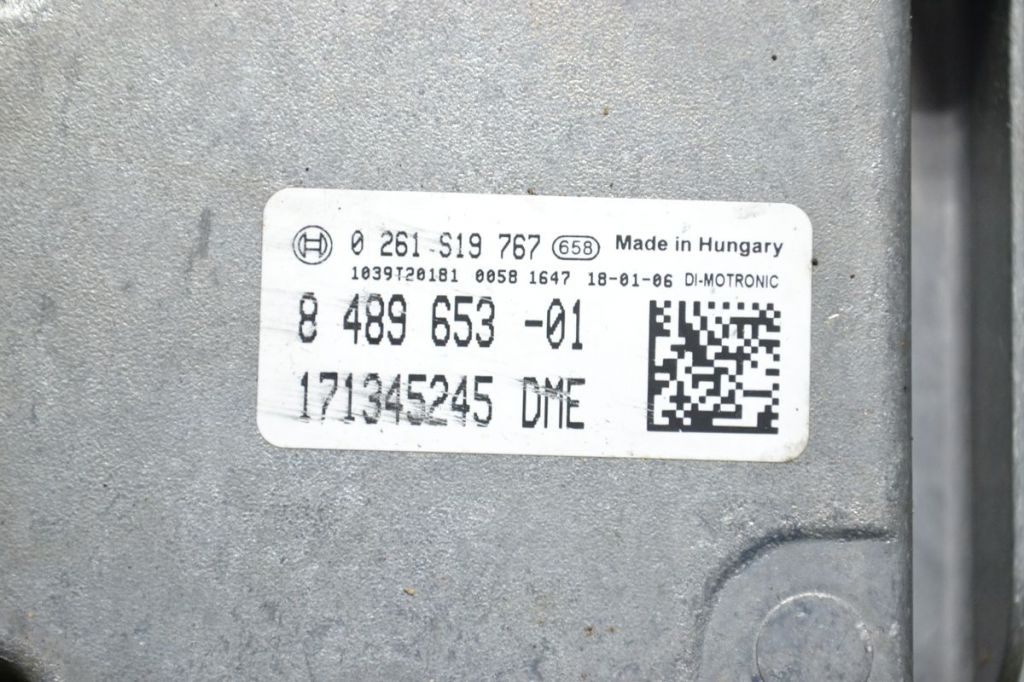 0 261 S19 767 658 Made in Hungary
1039T20181 0058 1647 18-01-06 DI-MOTRONIC
8 489 653 -01
171345245 DME